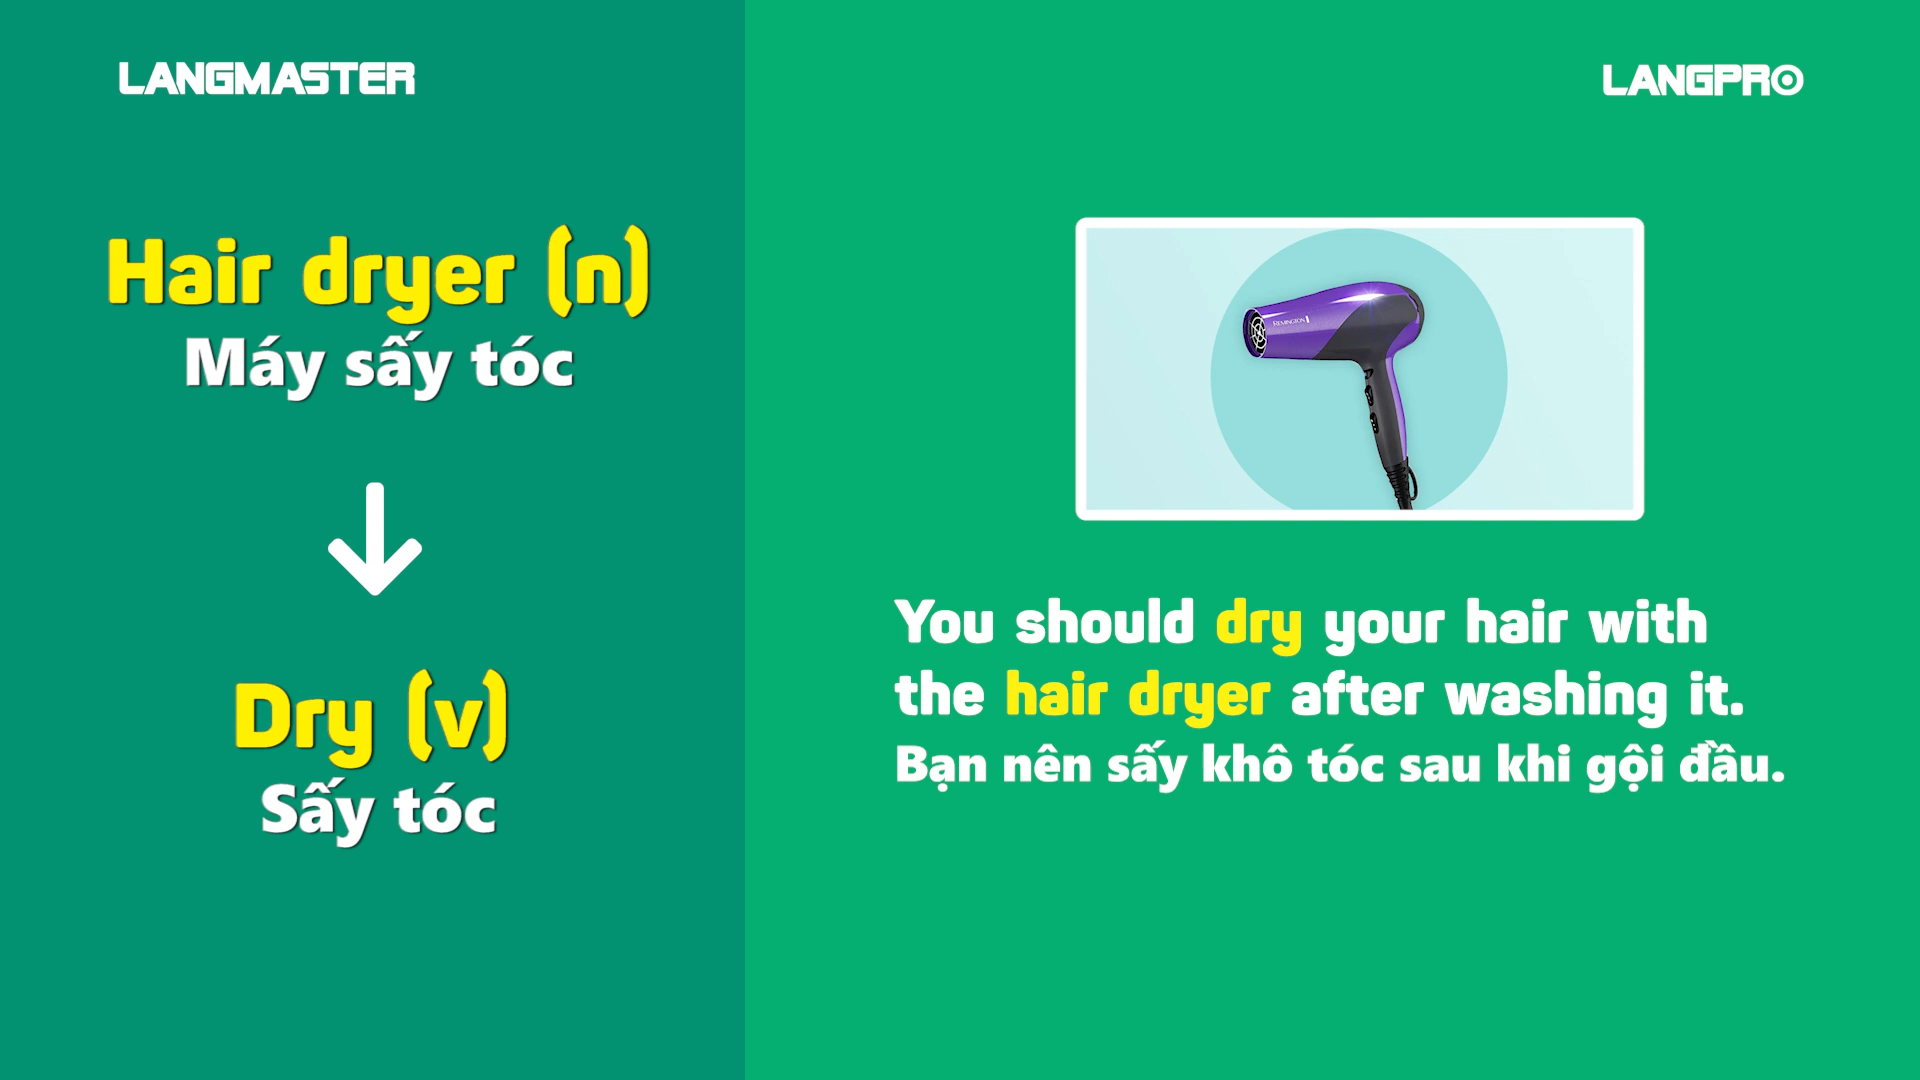 LANGMASTER
LANGPRO
Hair dryer (n)
Máy sấy tóc
Dry (v)
Sấy tóc
REMINGTON
You should dry your hair with
the hair dryer after washing it.
Bạn nên sấy khô tóc sau khi gội đầu.